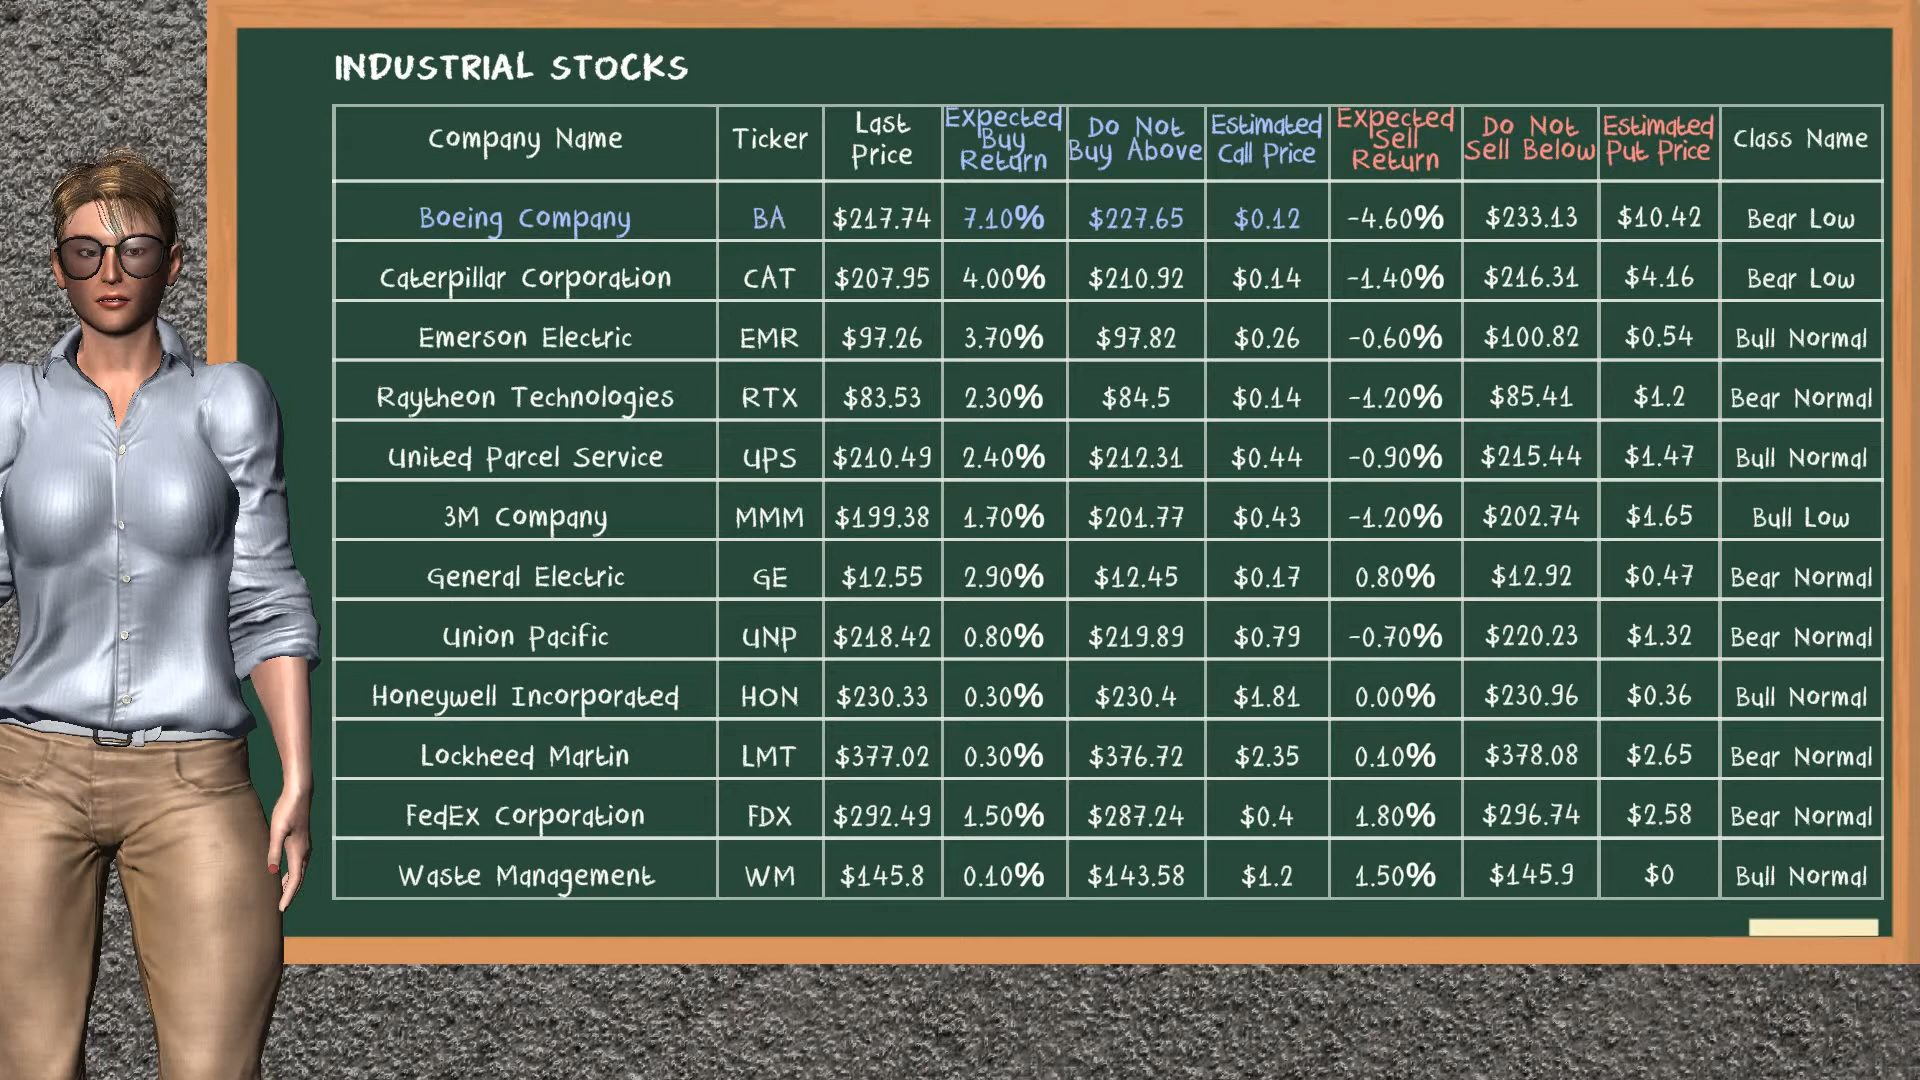 INDUSTRIAL STOCKS
Company Name Ticker Last Price Expected Buy Return Do Not Buy Above Estimated Call Price Expected Sell Return Do Not Sell Below Estimated Put Price Class Name
Boeing Company BA $217.74 7.10% $227.65 $0.12 -4.60% $233.13 $10.42 Bear Low
Caterpillar Corporation CAT $207.95 4.00% $210.92 $0.14 -1.40% $216.31 $4.16 Bear Low
Emerson Electric EMR $97.26 3.70% $97.82 $0.26 -0.60% $100.82 $0.54 Bull Normal
Raytheon Technologies RTX $83.53 2.30% $84.5 $0.14 -1.20% $85.41 $1.2 Bear Normal
United Parcel Service UPS $210.49 2.40% $212.31 $0.44 -0.90% $215.44 $1.47 Bull Normal
3M Company MMM $199.38 1.70% $201.77 $0.43 -1.20% $202.74 $1.65 Bull Low
General Electric GE $12.55 2.90% $12.45 $0.17 0.80% $12.92 $0.47 Bear Normal
Union Pacific UNP $218.42 0.80% $219.89 $0.79 -0.70% $220.23 $1.32 Bear Normal
Honeywell Incorporated HON $230.33 0.30% $230.4 $1.81 0.00% $230.96 $0.36 Bull Normal
Lockheed Martin LMT $377.02 0.30% $376.72 $2.35 0.10% $378.08 $2.65 Bear Normal
FedEx Corporation FDX $292.49 1.50% $287.24 $0.4 1.80% $296.74 $2.58 Bear Normal
Waste Management WM $145.8 0.10% $143.58 $1.2 1.50% $145.9 $0 Bull Normal